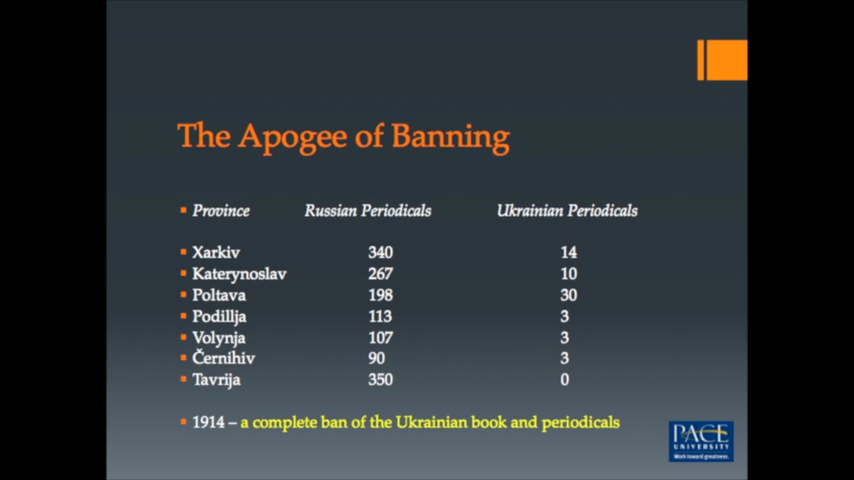 The Apogee of Banning
Province Russian Periodicals Ukrainian Periodicals
Xarkiv 340 14
Katerynoslav 267 10
Poltava 198 30
Podillja 113 3
Volynja 107 3
Černihiv 90 3
Tavrija 350 0
1914 – a complete ban of the Ukrainian book and periodicals
PACE
UNIVERSITY
Work toward greatness.